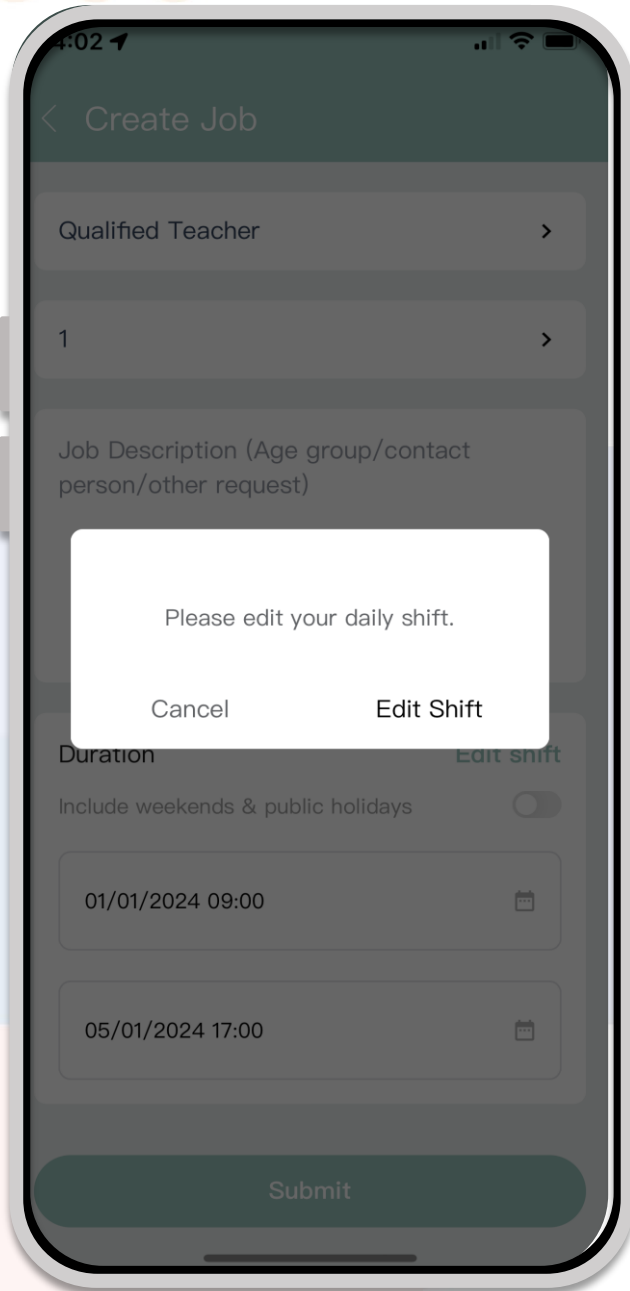 4:02
Create Job
Qualified Teacher
1
Job Description (Age group/contact
person/other request)
Please edit your daily shift.
Cancel
Edit Shift
Duration
Edit shift
Include weekends & public holidays
01/01/2024 09:00
05/01/2024 17:00
Submit